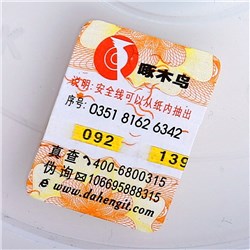 啄木鸟
说明:安全线可以从纸内抽出
序号: 0351 8162 6342
092 139
真查 400-6800315
伪询 106695888315
www.dahengit.com